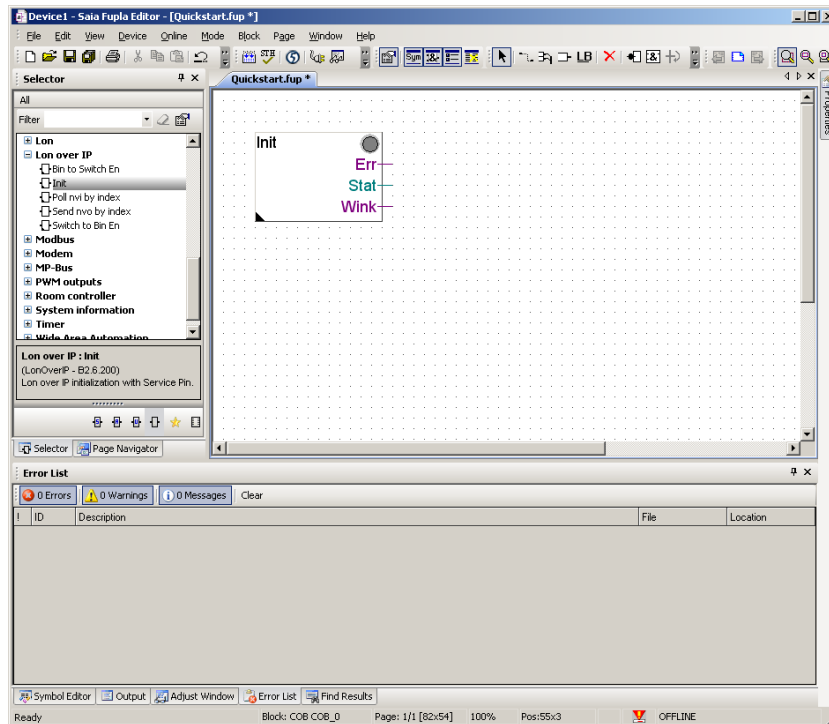 Device1 - Saia Fupla Editor - [Quickstart.fup *]
File Edit View Device Online Mode Block Page Window Help
Sym LB
Selector
Quickstart.fup *
Properties
All
Filter
Lon
Lon over IP
Bin to Switch En
Init
Poll nvi by index
Send nvo by index
Switch to Bin En
Modbus
Modem
MP-Bus
PWM outputs
Room controller
System information
Timer
Wide Area Automation
Init
Err
Stat
Wink
Lon over IP : Init
(LonOverIP - B2.6.200)
Lon over IP initialization with Service Pin.
Selector Page Navigator
Error List
0 Errors 0 Warnings 0 Messages Clear
! ID Description File Location
Symbol Editor Output Adjust Window Error List Find Results
Ready Block: COB COB_0 Page: 1/1 [82x54] 100% Pos:55x3 OFFLINE